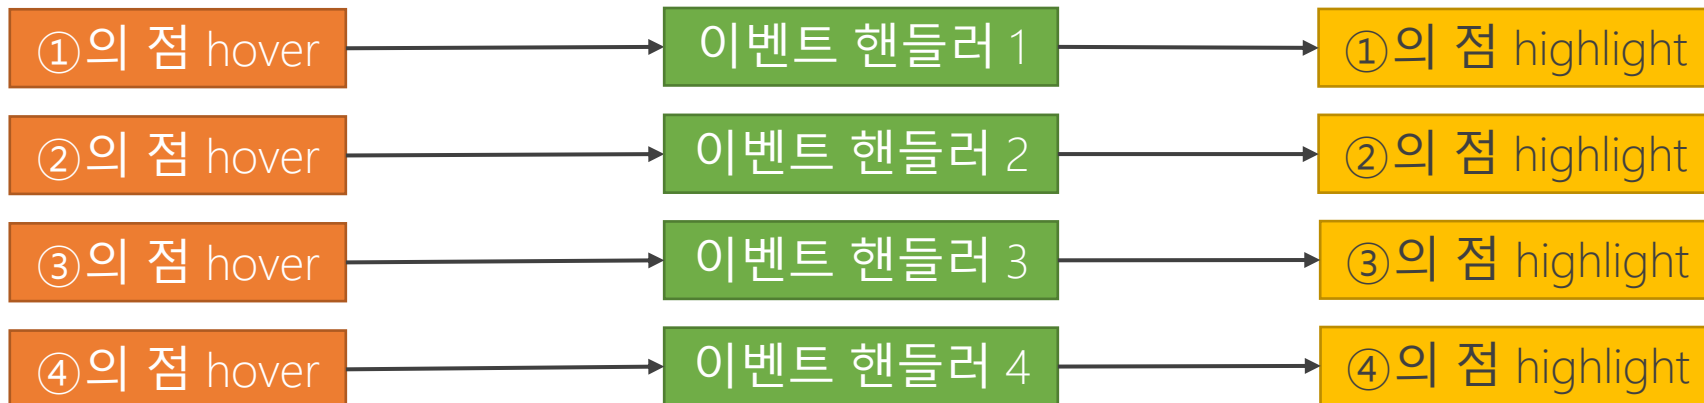 ①의 점 hover 이벤트 핸들러 1 ①의 점 highlight
②의 점 hover 이벤트 핸들러 2 ②의 점 highlight
③의 점 hover 이벤트 핸들러 3 ③의 점 highlight
④의 점 hover 이벤트 핸들러 4 ④의 점 highlight